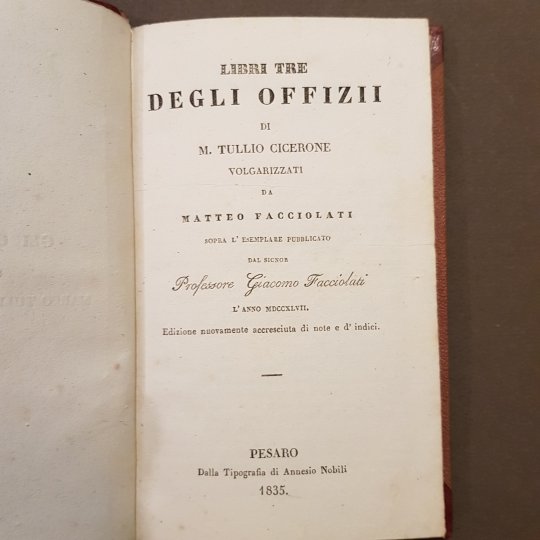 LIBRI TRE
DEGLI OFFIZII
DI
M. TULLIO CICERONE
VOLGARIZZATI
DA
MATTEO FACCIOLATI
SOPRA L' ESEMPLARE PUBBLICATO
DAL SIGNOR
Professore Giacomo Facciolati
L' ANNO MDCCXLVII.
Edizione nuovamente accresciuta di note e d' indici.
PESARO
Dalla Tipografia di Annesio Nobili
1835.